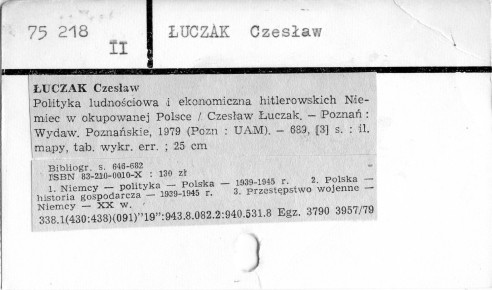 75 218
II
ŁUCZAK Czesław
ŁUCZAK Czesław
Polityka ludnościowa i ekonomiczna hitlerowskich Nie-
miec w okupowanej Polsce / Czesław Łuczak. — Poznań :
Wydaw. Poznańskie, 1979 (Pozn : UAM). — 689, [3] s. : il.
mapy, tab. wykr. err. ; 25 cm
Bibliogr. s. 646-682
ISBN 83-210-0010-X : 130 zł
1. Niemcy — polityka — Polska — 1939-1945 r. 2. Polska —
historia gospodarcza — 1939-1945 r. 3. Przestępstwo wojenne —
Niemcy — XX w.
338.1(430:438)(091)"19":943.8.082.2:940.531.8 Egz. 3790 3957/79